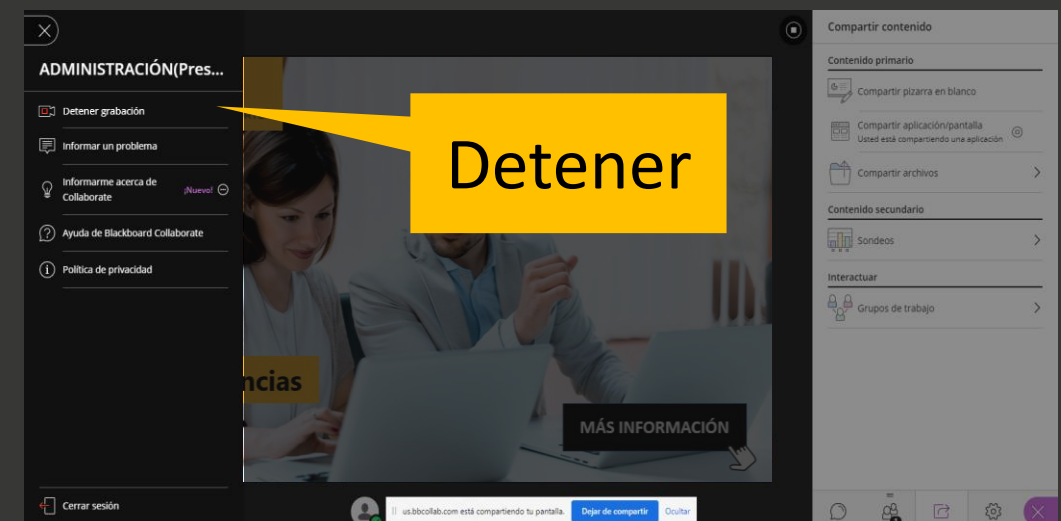 ADMINISTRACIÓN(Pres...
Detener grabación
Informar un problema
Informarme acerca de
Collaborate
¡Nuevo!
Ayuda de Blackboard Collaborate
Política de privacidad
Cerrar sesión
Detener
ncias
MÁS INFORMACIÓN
us.bbcollab.com está compartiendo tu pantalla.
Dejar de compartir
Ocultar
Compartir contenido
Contenido primario
Compartir pizarra en blanco
Compartir aplicación/pantalla
Usted está compartiendo una aplicación
Compartir archivos
Contenido secundario
Sondeos
Interactuar
Grupos de trabajo